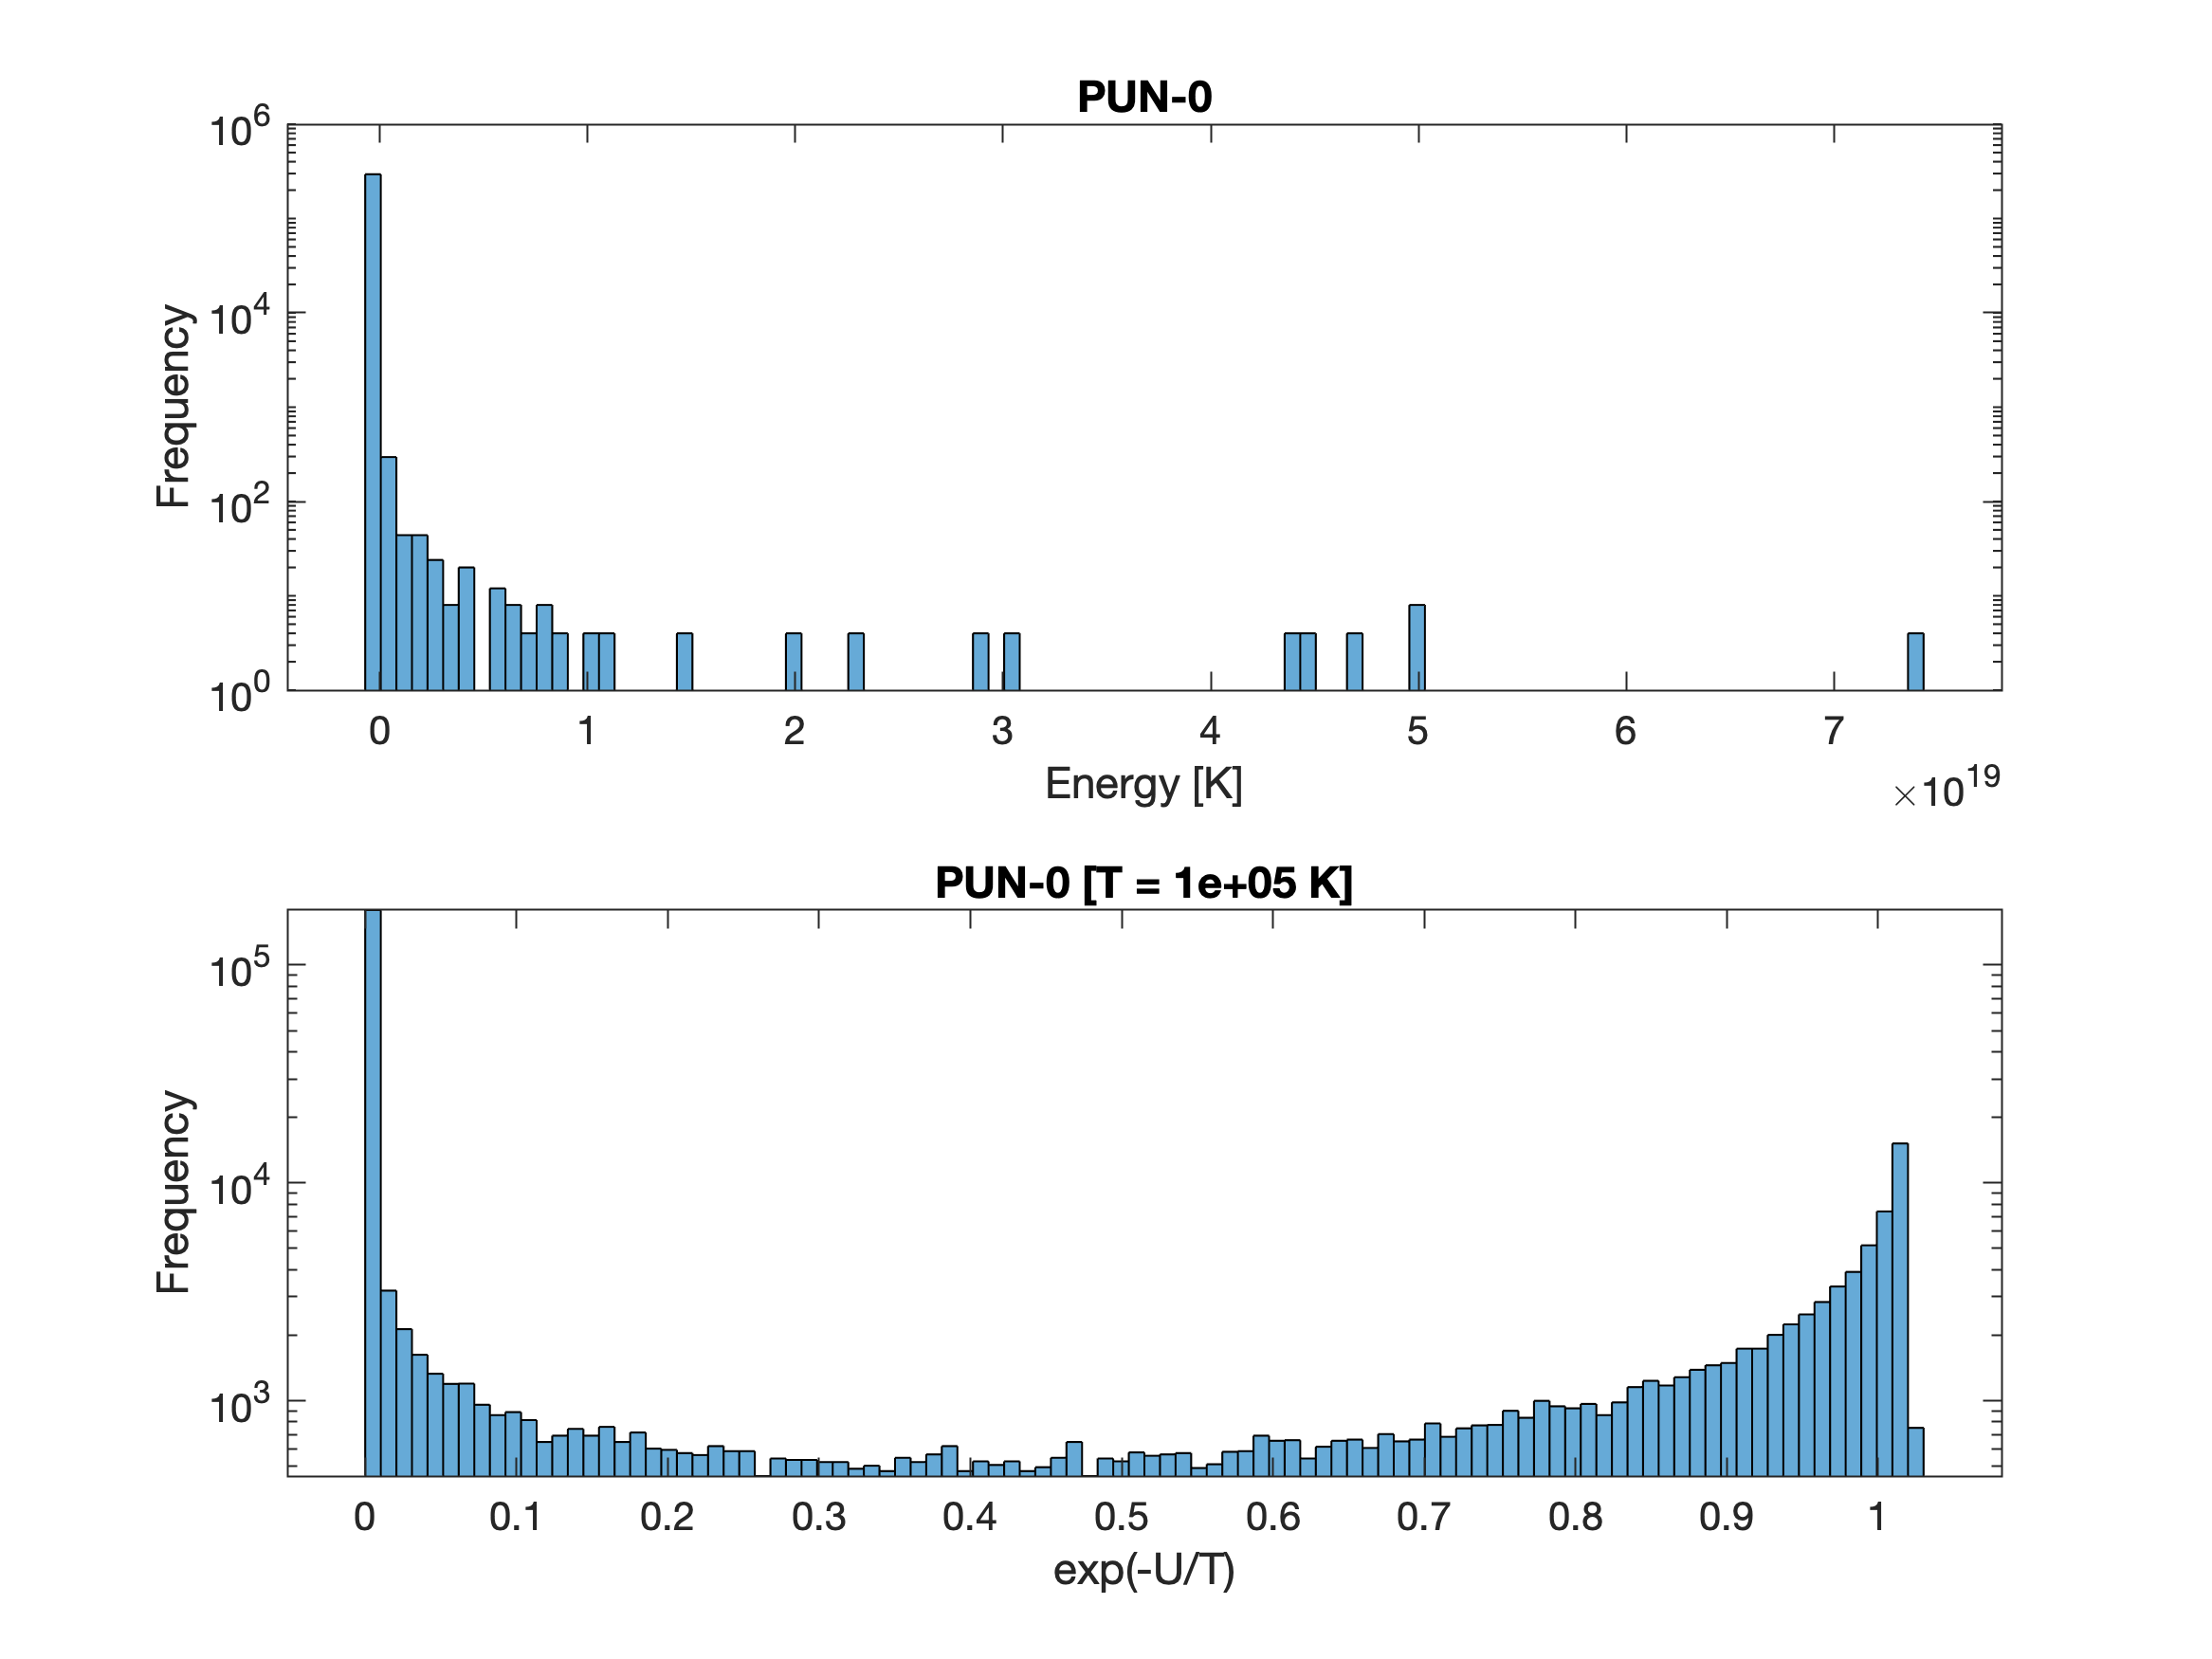 PUN-0
10^6
10^4
10^2
10^0
Frequency
0 1 2 3 4 5 6 7
Energy [K]
×10^19
PUN-0 [T = 1e+05 K]
10^5
10^4
10^3
Frequency
0 0.1 0.2 0.3 0.4 0.5 0.6 0.7 0.8 0.9 1
exp(-U/T)